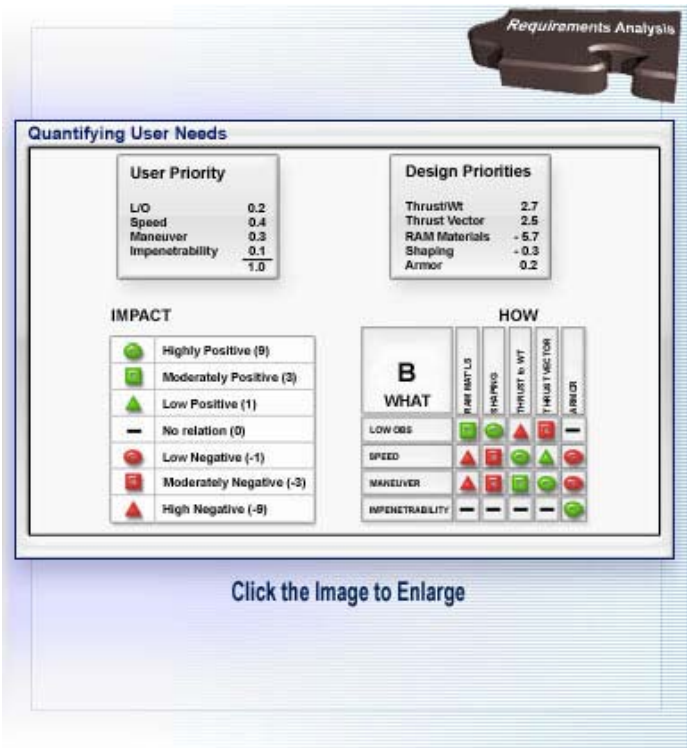 Requirements Analysis
Quantifying User Needs
User Priority
L/O 0.2
Speed 0.4
Maneuver 0.3
Impenetrability 0.1
1.0
Design Priorities
Thrust/Wt 2.7
Thrust Vector 2.5
RAM Materials - 5.7
Shaping - 0.3
Armor 0.2
IMPACT
Highly Positive (9)
Moderately Positive (3)
Low Positive (1)
No relation (0)
Low Negative (-1)
Moderately Negative (-3)
High Negative (-9)
HOW
B
WHAT
RAM MAT'LS
SHAPING
THRUST to WT
THRUST VECTOR
ARMOR
LOW OBS
SPEED
MANEUVER
IMPENETRABILITY
Click the Image to Enlarge